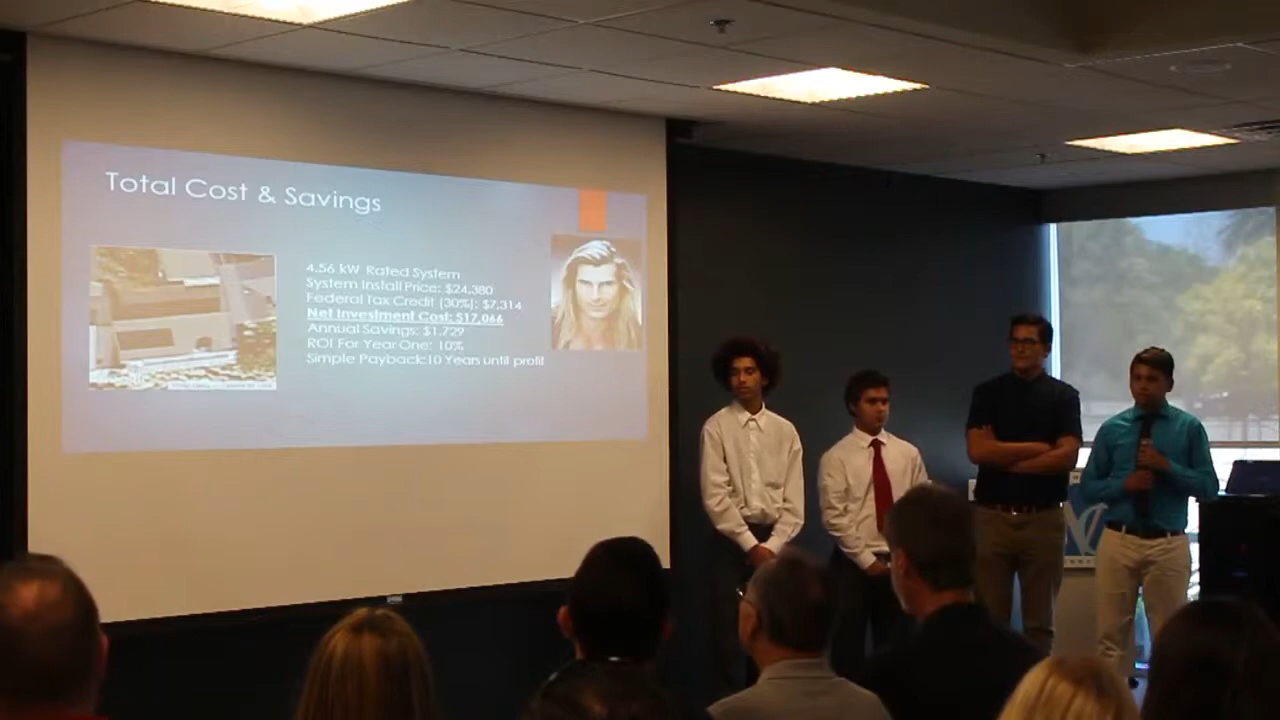 Total Cost & Savings
4.56 kW Rated System
System Install Price: $24,380
Federal Tax Credit (30%): $7,314
Net Investment Cost: $17,066
Annual Savings: $1,729
ROI For Year One: 10%
Simple Payback:10 Years until profit